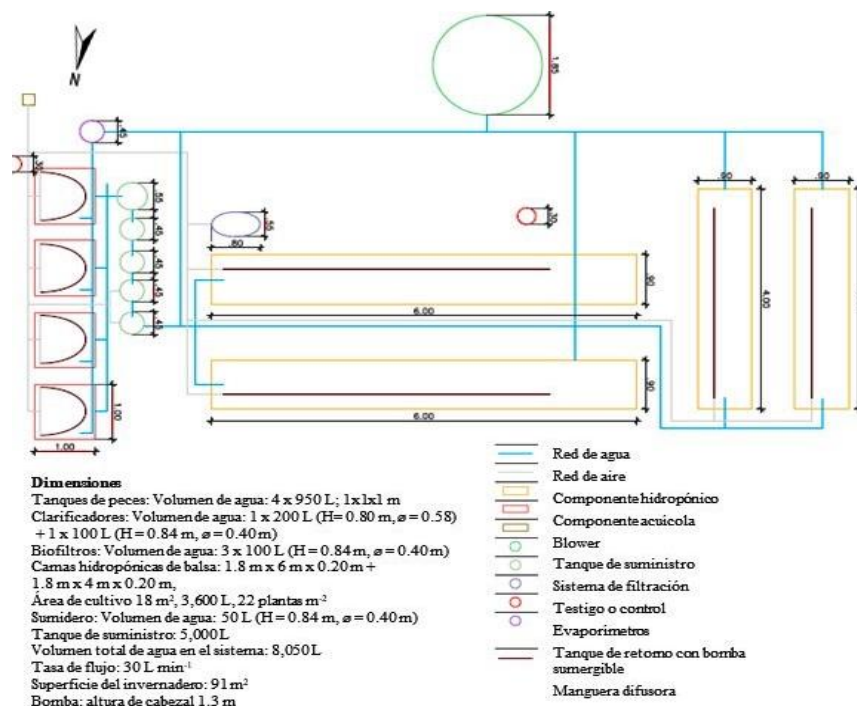 N
1.85
.45
.35
.55
.45
.45
.45
.45
.55
.80
.70
.90
.90
.90
4.00
6.00
.90
6.00
1.00
1.00
Dimensiones
Tanques de peces: Volumen de agua: 4 x 950 L; 1x1x1 m
Clarificadores: Volumen de agua: 1 x 200 L (H= 0.80 m, ø = 0.58)
+ 1 x 100 L (H = 0.84 m, ø = 0.40 m)
Biofiltros: Volumen de agua: 3 x 100 L (H = 0.84 m, ø = 0.40 m)
Camas hidropónicas de balsa: 1.8 m x 6 m x 0.20 m +
1.8 m x 4 m x 0.20 m,
Área de cultivo 18 m², 3,600 L, 22 plantas m⁻²
Sumidero: Volumen de agua: 50 L (H = 0.84 m, ø = 0.40 m)
Tanque de suministro: 5,000 L
Volumen total de agua en el sistema: 8,050 L
Tasa de flujo: 30 L min⁻¹
Superficie del invernadero: 91 m²
Bomba: altura de cabezal 1.3 m
Red de agua
Red de aire
Componente hidropónico
Componente acuicola
Blower
Tanque de suministro
Sistema de filtración
Testigo o control
Evaporimetros
Tanque de retorno con bomba
sumergible
Manguera difusora